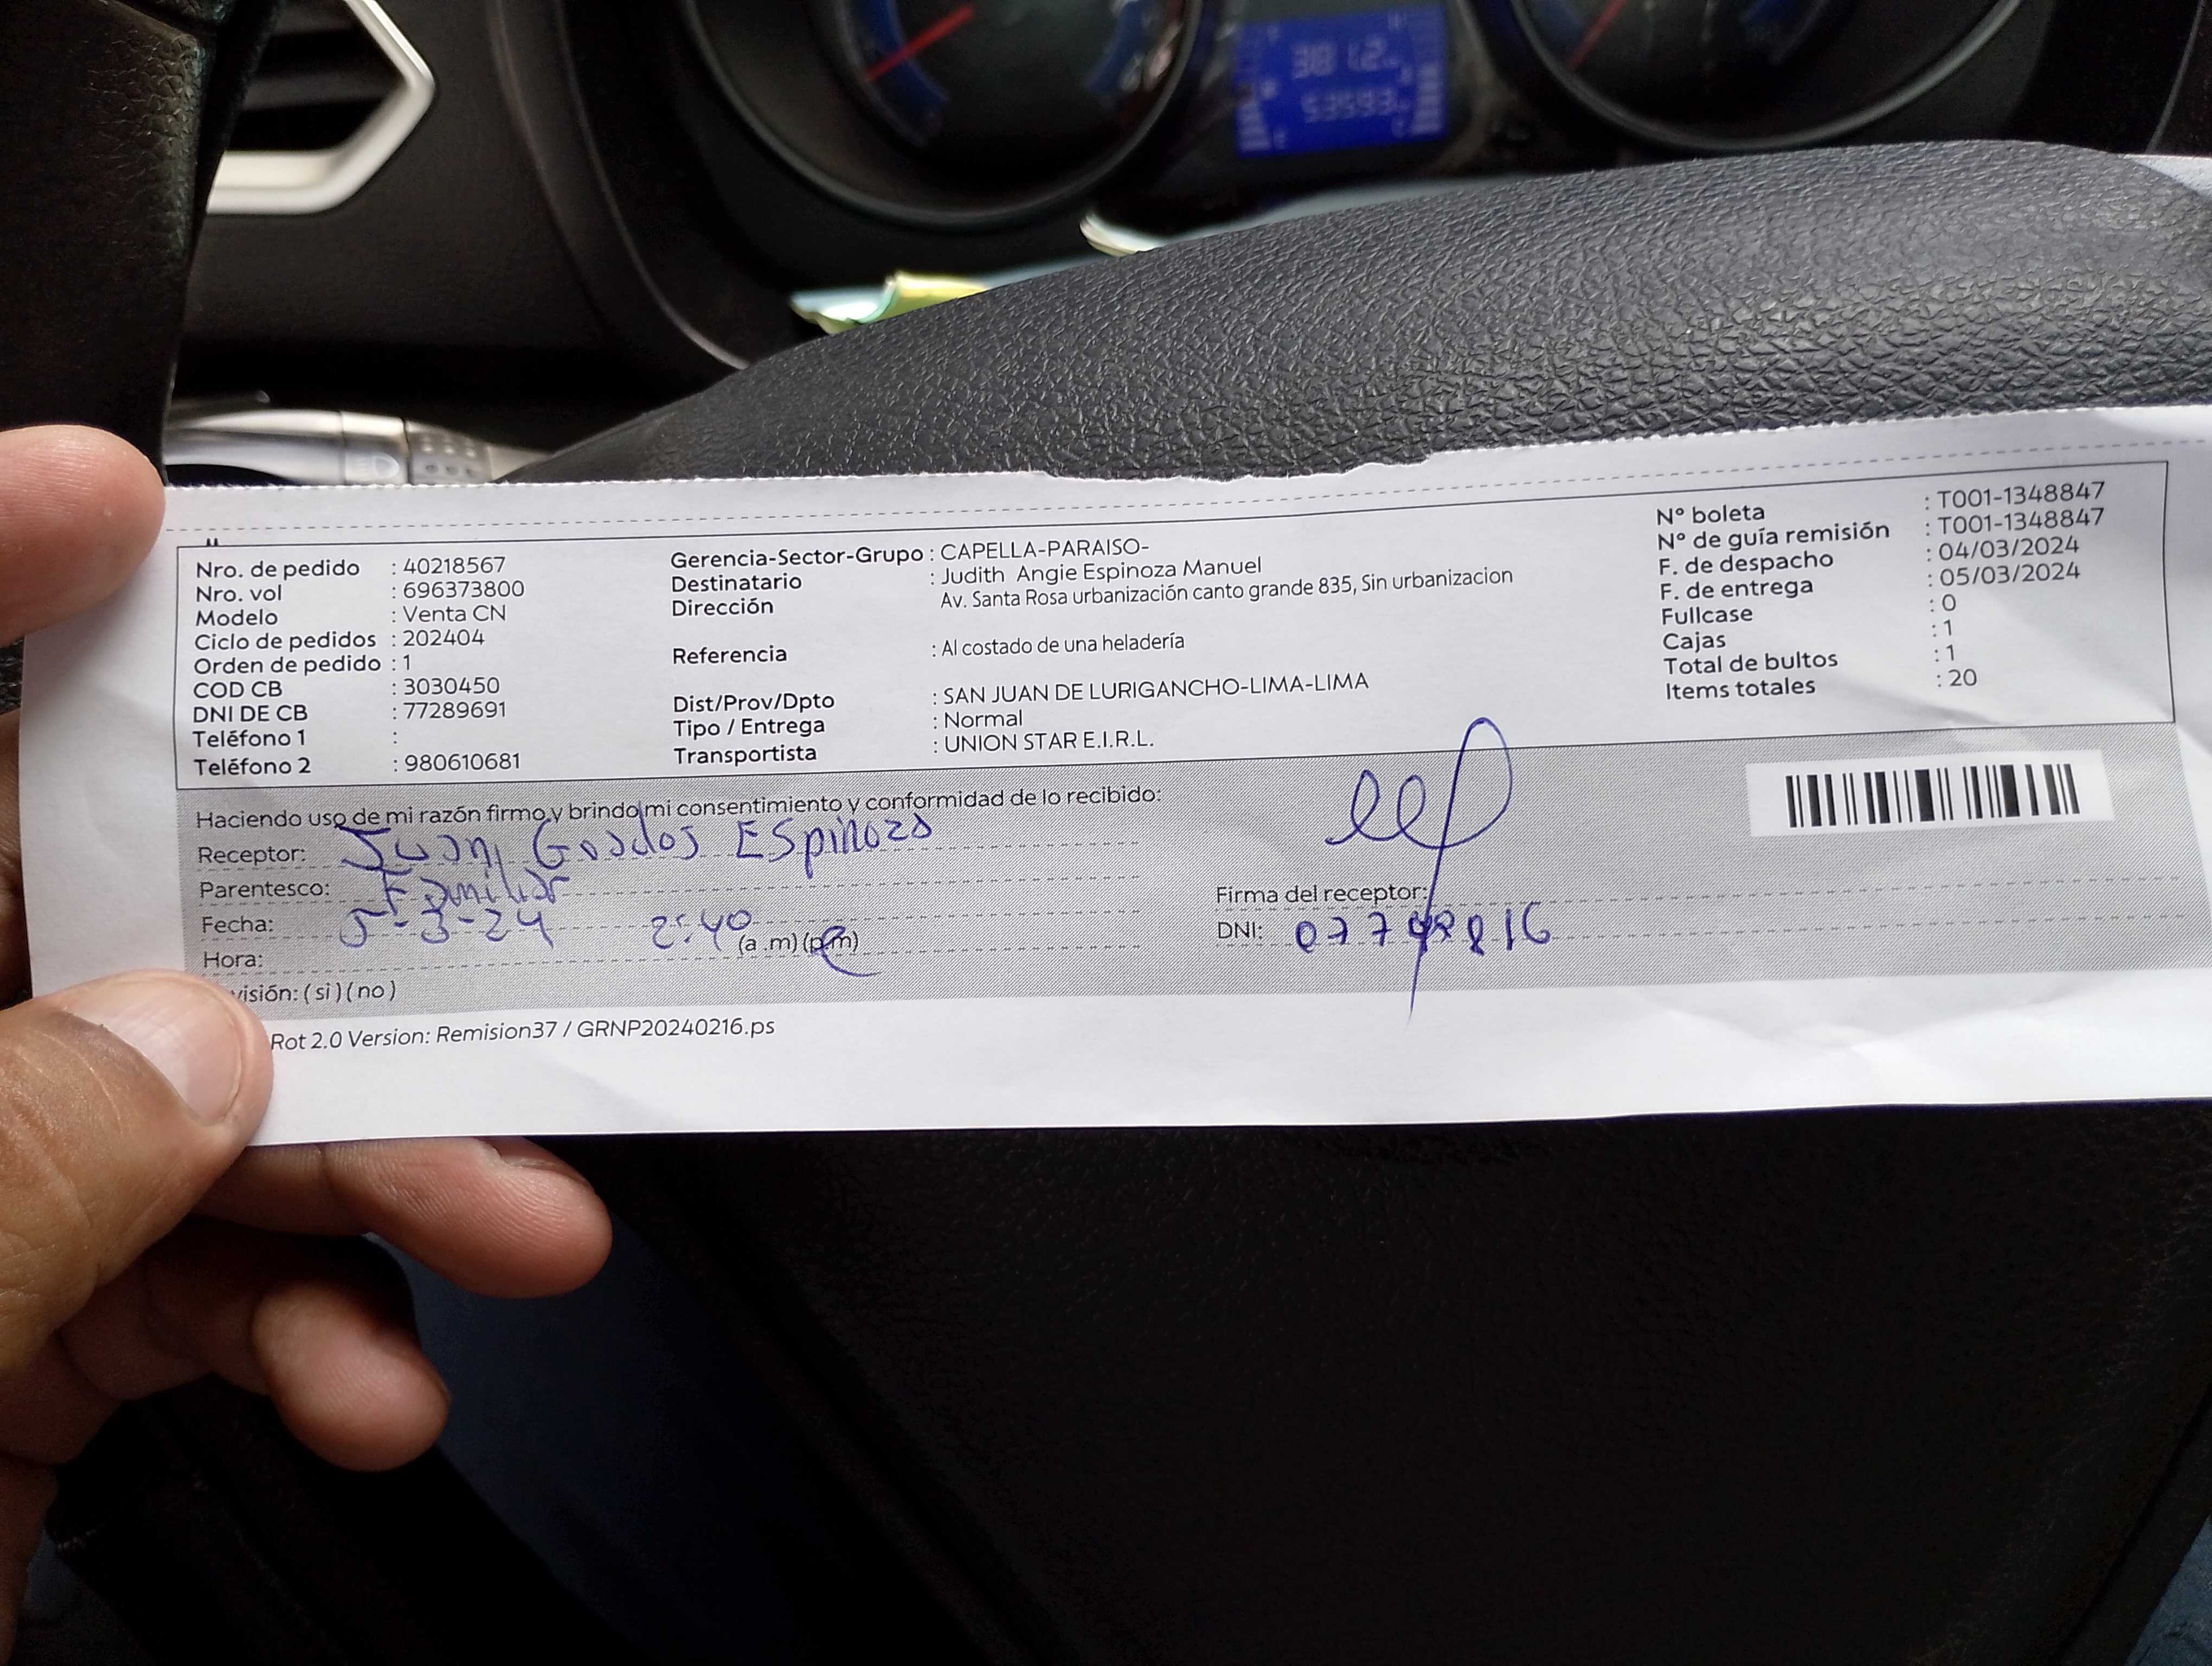 381.2
53593
Nro. de pedido : 40218567
Nro. vol : 696373800
Modelo : Venta CN
Ciclo de pedidos : 202404
Orden de pedido : 1
COD CB : 3030450
DNI DE CB : 77289691
Teléfono 1 :
Teléfono 2 : 980610681
Gerencia-Sector-Grupo : CAPELLA-PARAISO-
Destinatario : Judith Angie Espinoza Manuel
Dirección Av. Santa Rosa urbanización canto grande 835, Sin urbanizacion
Referencia : Al costado de una heladería
Dist/Prov/Dpto : SAN JUAN DE LURIGANCHO-LIMA-LIMA
Tipo / Entrega : Normal
Transportista : UNION STAR E.I.R.L.
N° boleta : T001-1348847
N° de guía remisión : T001-1348847
F. de despacho : 04/03/2024
F. de entrega : 05/03/2024
Fullcase : 0
Cajas : 1
Total de bultos : 1
Items totales : 20
Haciendo uso de mi razón firmo y brindo mi consentimiento y conformidad de lo recibido:
Receptor: Juan Espinoza
Parentesco: Familiar
Fecha: 5-3-24 2:40
Hora: (a .m) (p.m)
visión: ( si ) ( no )
Firma del receptor:
DNI:
Rot 2.0 Version: Remision37 / GRNP20240216.ps